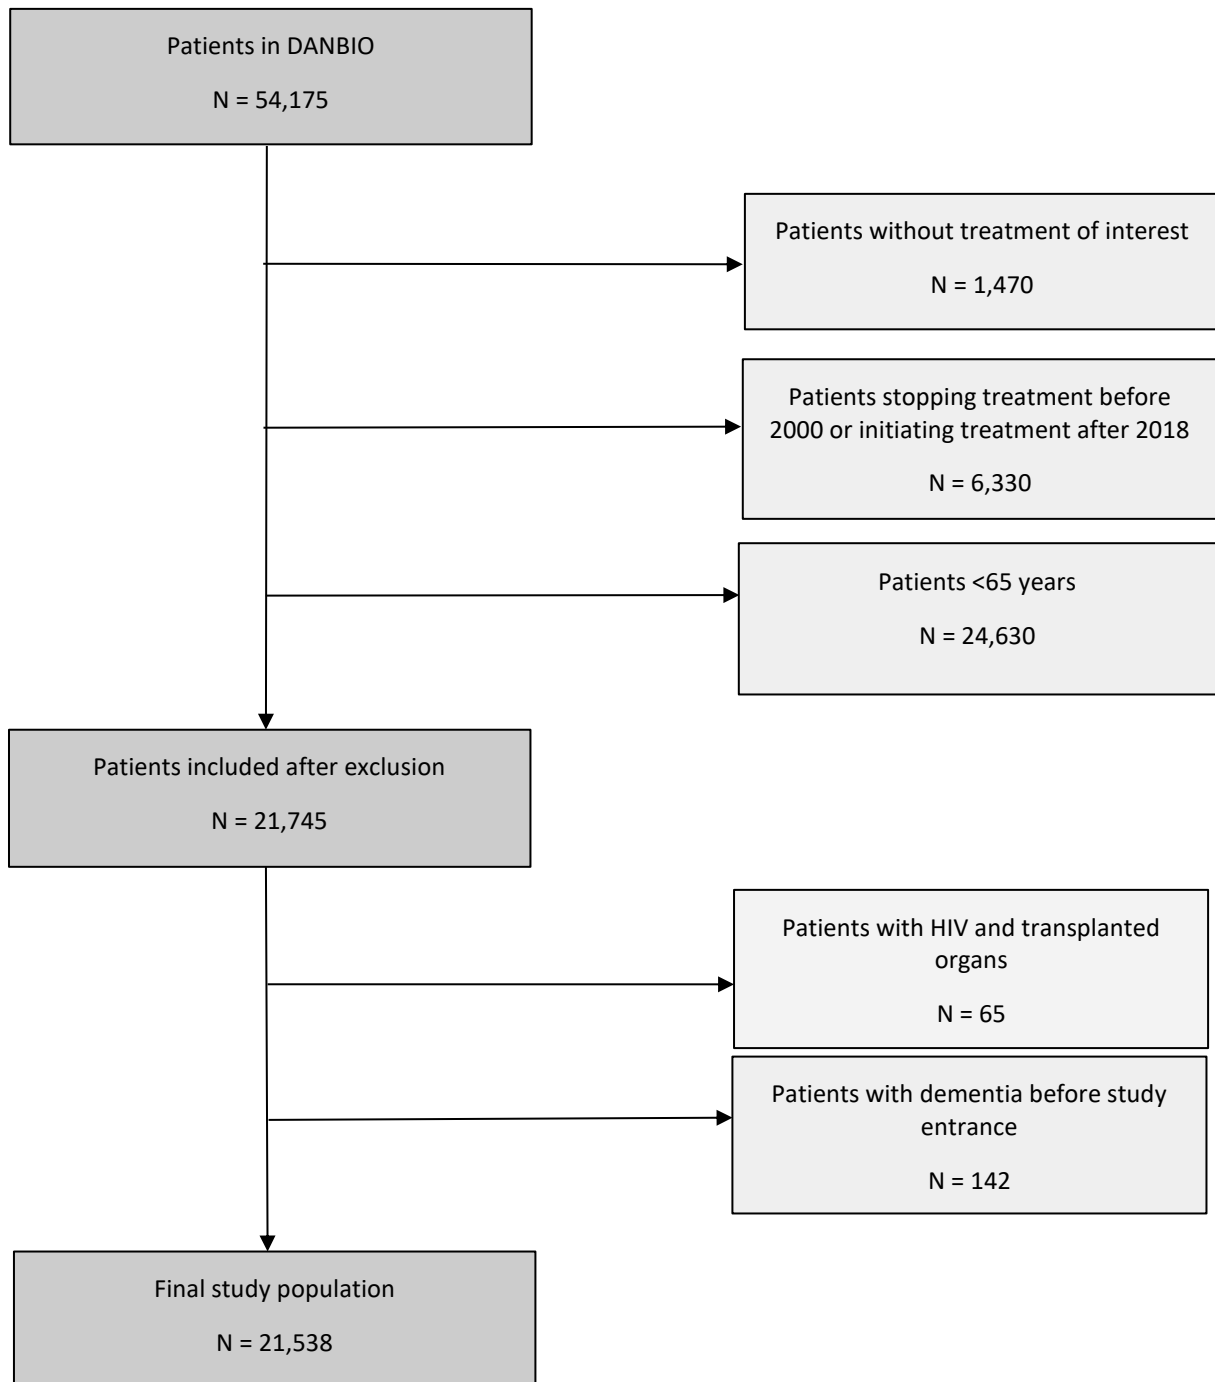 Patients in DANBIO
N = 54,175
Patients without treatment of interest
N = 1,470
Patients stopping treatment before
2000 or initiating treatment after 2018
N = 6,330
Patients <65 years
N = 24,630
Patients included after exclusion
N = 21,745
Patients with HIV and transplanted
organs
N = 65
Patients with dementia before study
entrance
N = 142
Final study population
N = 21,538